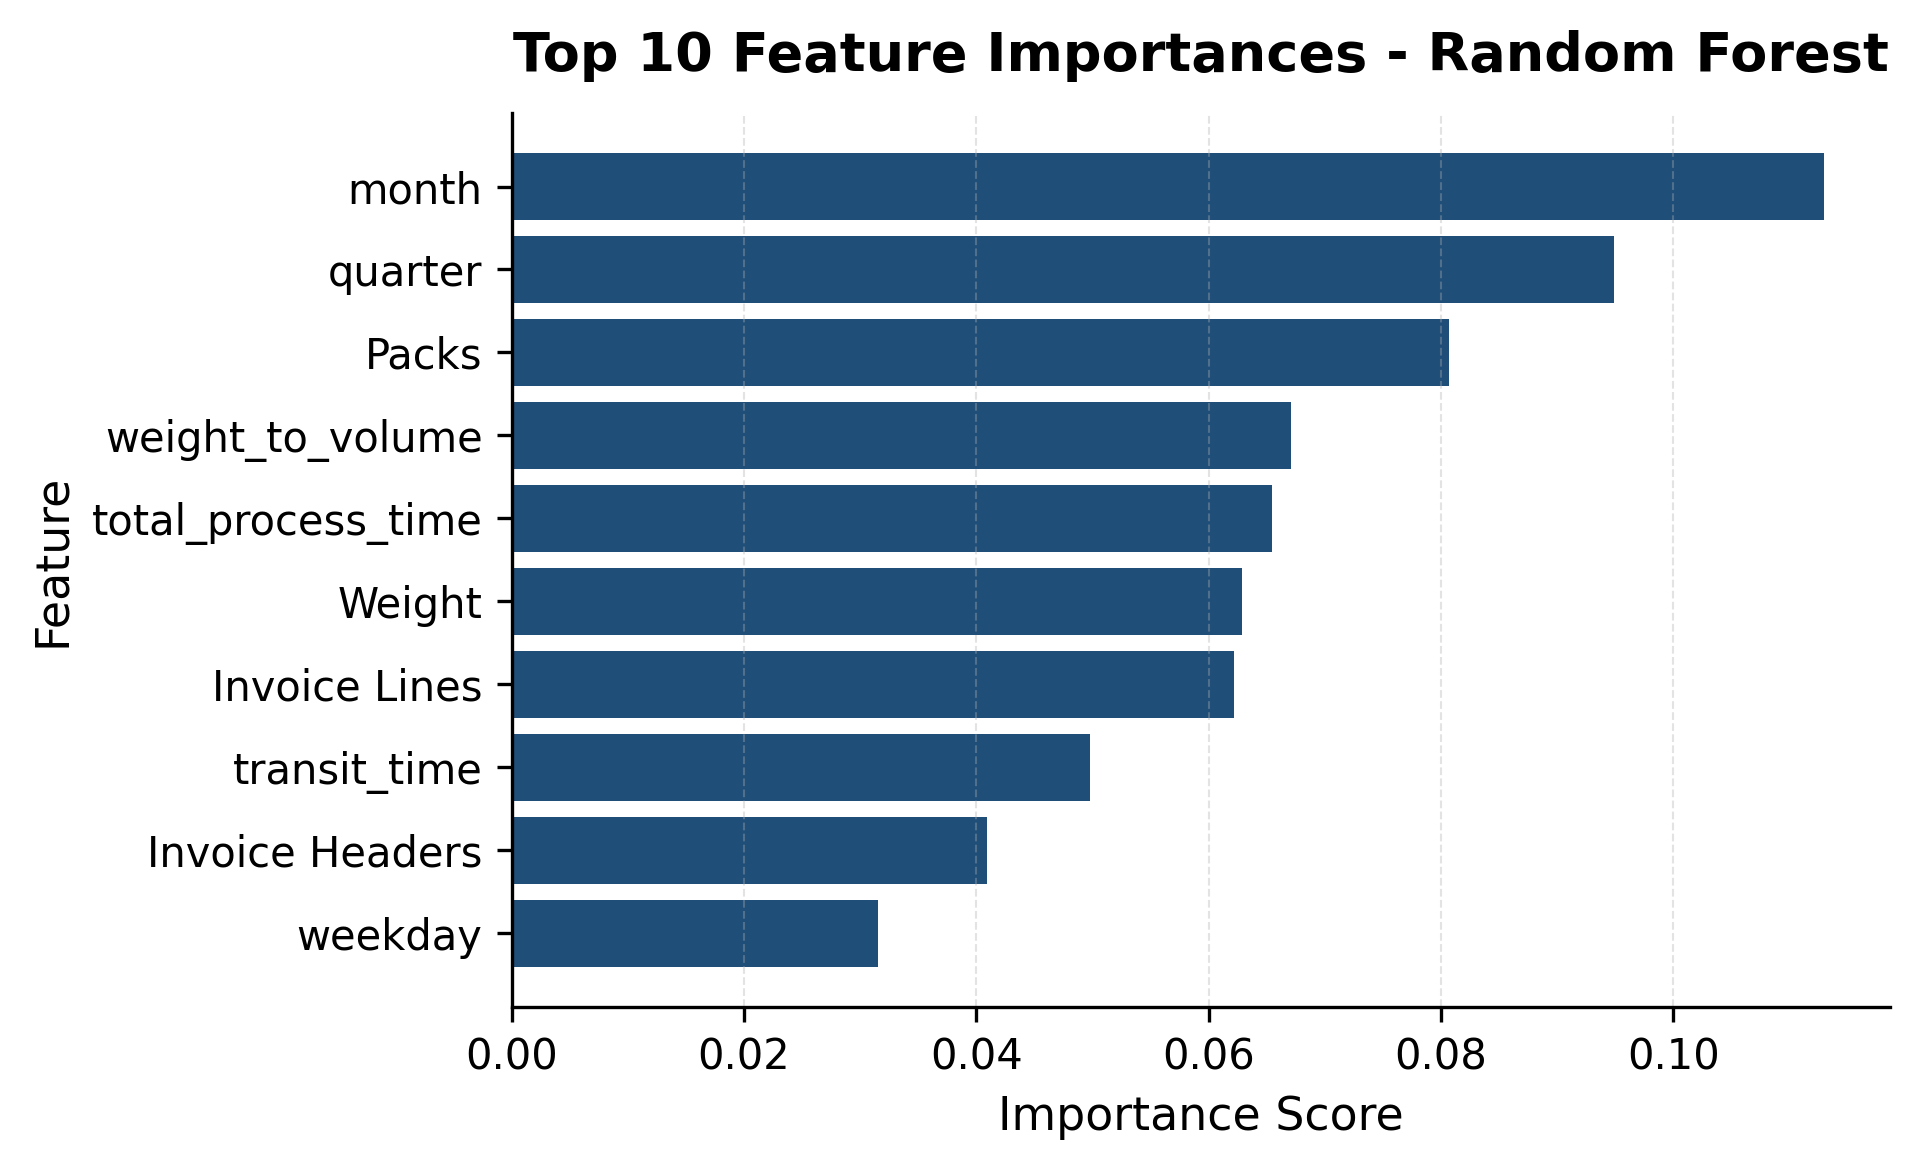 Top 10 Feature Importances - Random Forest
month
quarter
Packs
weight_to_volume
total_process_time
Weight
Invoice Lines
transit_time
Invoice Headers
weekday
Feature
0.00 0.02 0.04 0.06 0.08 0.10
Importance Score